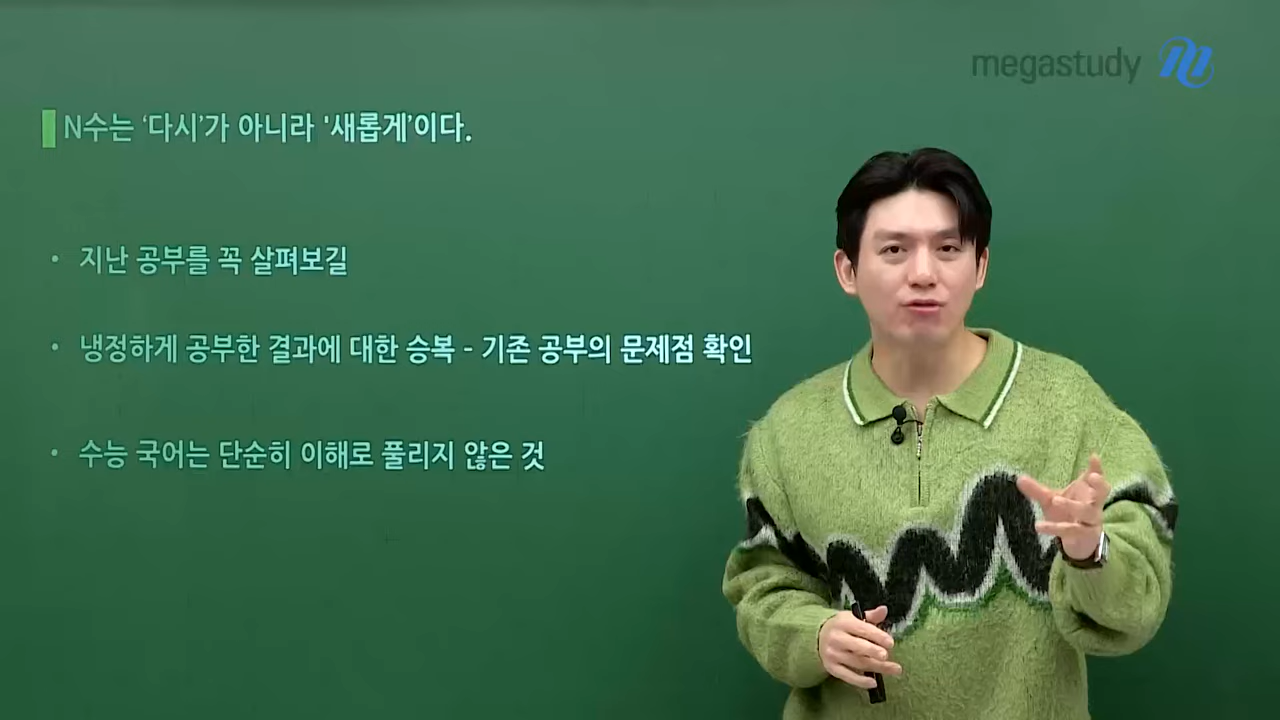 megastudy
N수는 ‘다시’가 아니라 '새롭게'이다.
• 지난 공부를 꼭 살펴보길
• 냉정하게 공부한 결과에 대한 승복 - 기존 공부의 문제점 확인
• 수능 국어는 단순히 이해로 풀리지 않은 것